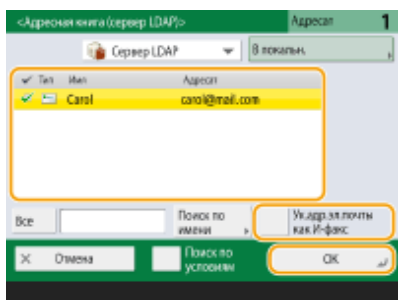 <Адресная книга (сервер LDAP)>
Адресат 1
Сервер LDAP
В локальн.
Тип Имя Адресат
Carol carol@mail.com
Все
Поиск по имени
Ук.адр.эл.почты как И-факс
Отмена
Поиск по условиям
OK